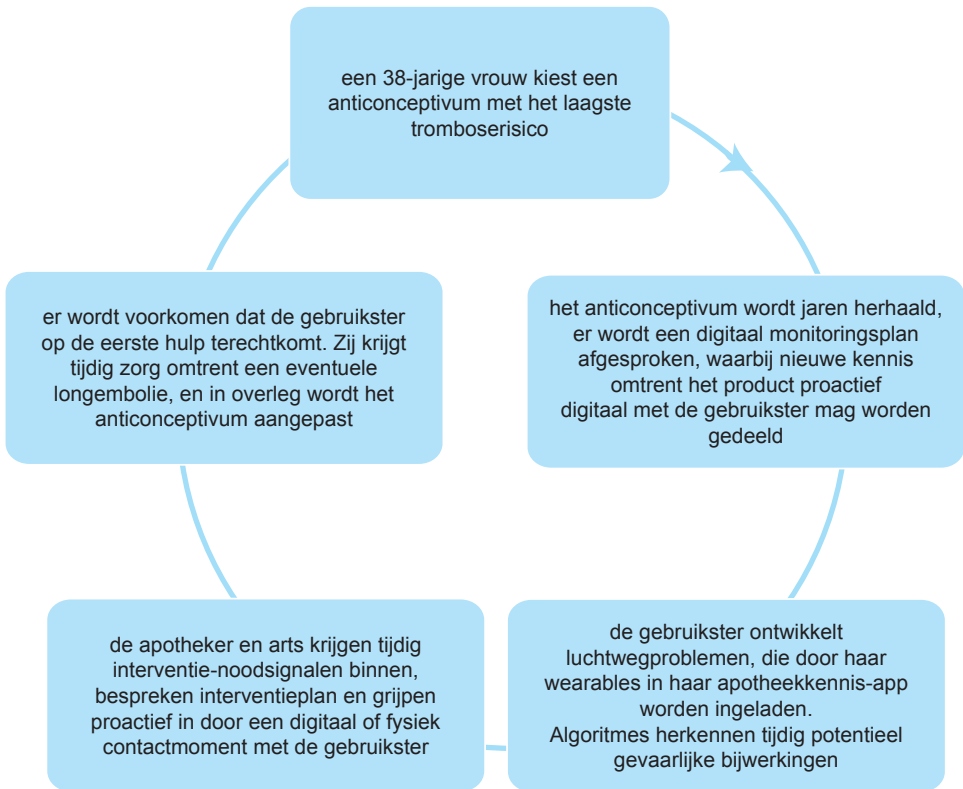 een 38-jarige vrouw kiest een
anticonceptivum met het laagste
tromboserisico
het anticonceptivum wordt jaren herhaald,
er wordt een digitaal monitoringsplan
afgesproken, waarbij nieuwe kennis
omtrent het product proactief
digitaal met de gebruikster mag worden
gedeeld
de gebruikster ontwikkelt
luchtwegproblemen, die door haar
wearables in haar apotheekkennis-app
worden ingeladen.
Algoritmes herkennen tijdig potentieel
gevaarlijke bijwerkingen
de apotheker en arts krijgen tijdig
interventie-noodsignalen binnen,
bespreken interventieplan en grijpen
proactief in door een digitaal of fysiek
contactmoment met de gebruikster
er wordt voorkomen dat de gebruikster
op de eerste hulp terechtkomt. Zij krijgt
tijdig zorg omtrent een eventuele
longembolie, en in overleg wordt het
anticonceptivum aangepast